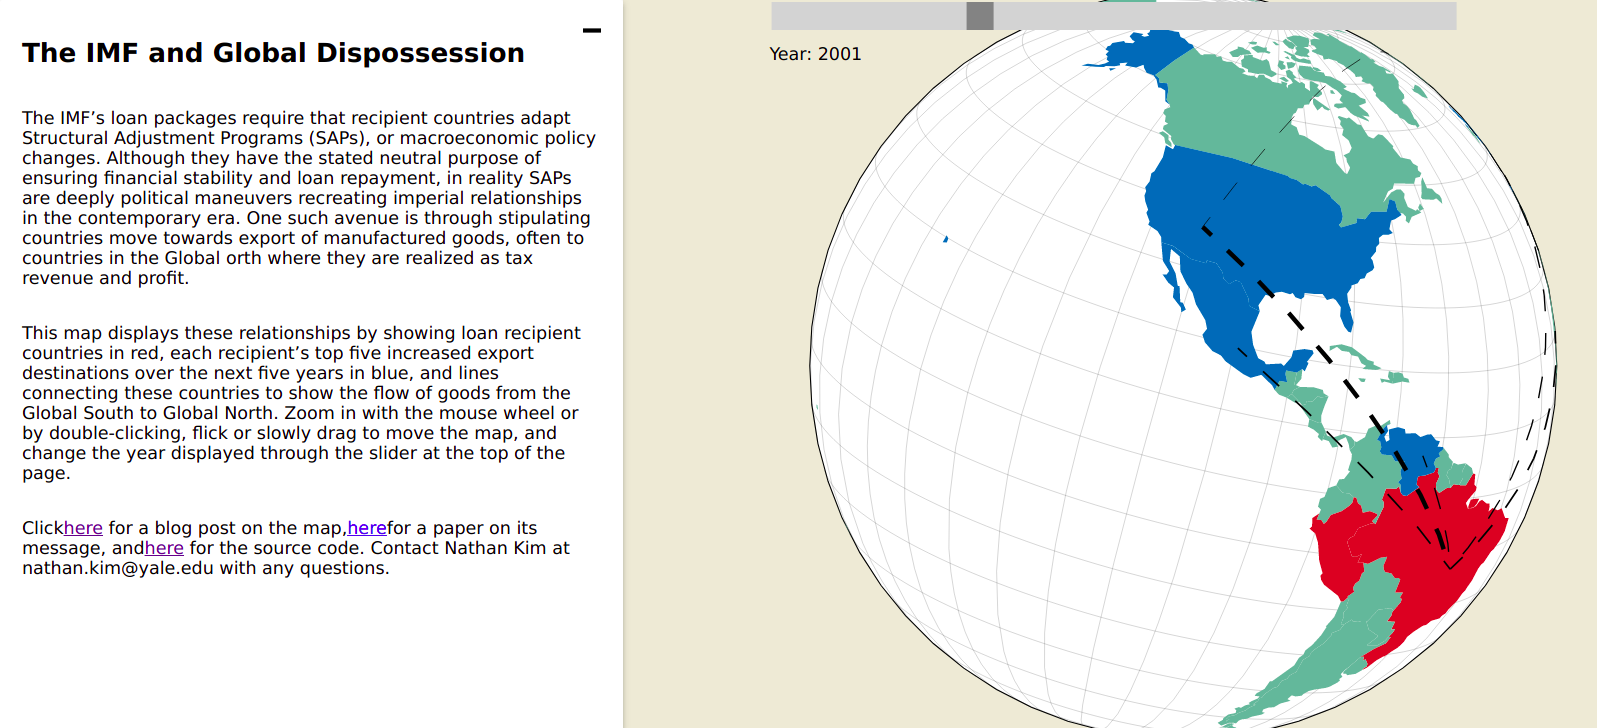 The IMF and Global Dispossession
The IMF’s loan packages require that recipient countries adapt
Structural Adjustment Programs (SAPs), or macroeconomic policy
changes. Although they have the stated neutral purpose of
ensuring financial stability and loan repayment, in reality SAPs
are deeply political maneuvers recreating imperial relationships
in the contemporary era. One such avenue is through stipulating
countries move towards export of manufactured goods, often to
countries in the Global orth where they are realized as tax
revenue and profit.
This map displays these relationships by showing loan recipient
countries in red, each recipient’s top five increased export
destinations over the next five years in blue, and lines
connecting these countries to show the flow of goods from the
Global South to Global North. Zoom in with the mouse wheel or
by double-clicking, flick or slowly drag to move the map, and
change the year displayed through the slider at the top of the
page.
Clickhere for a blog post on the map,herefor a paper on its
message, andhere for the source code. Contact Nathan Kim at
nathan.kim@yale.edu with any questions.
Year: 2001